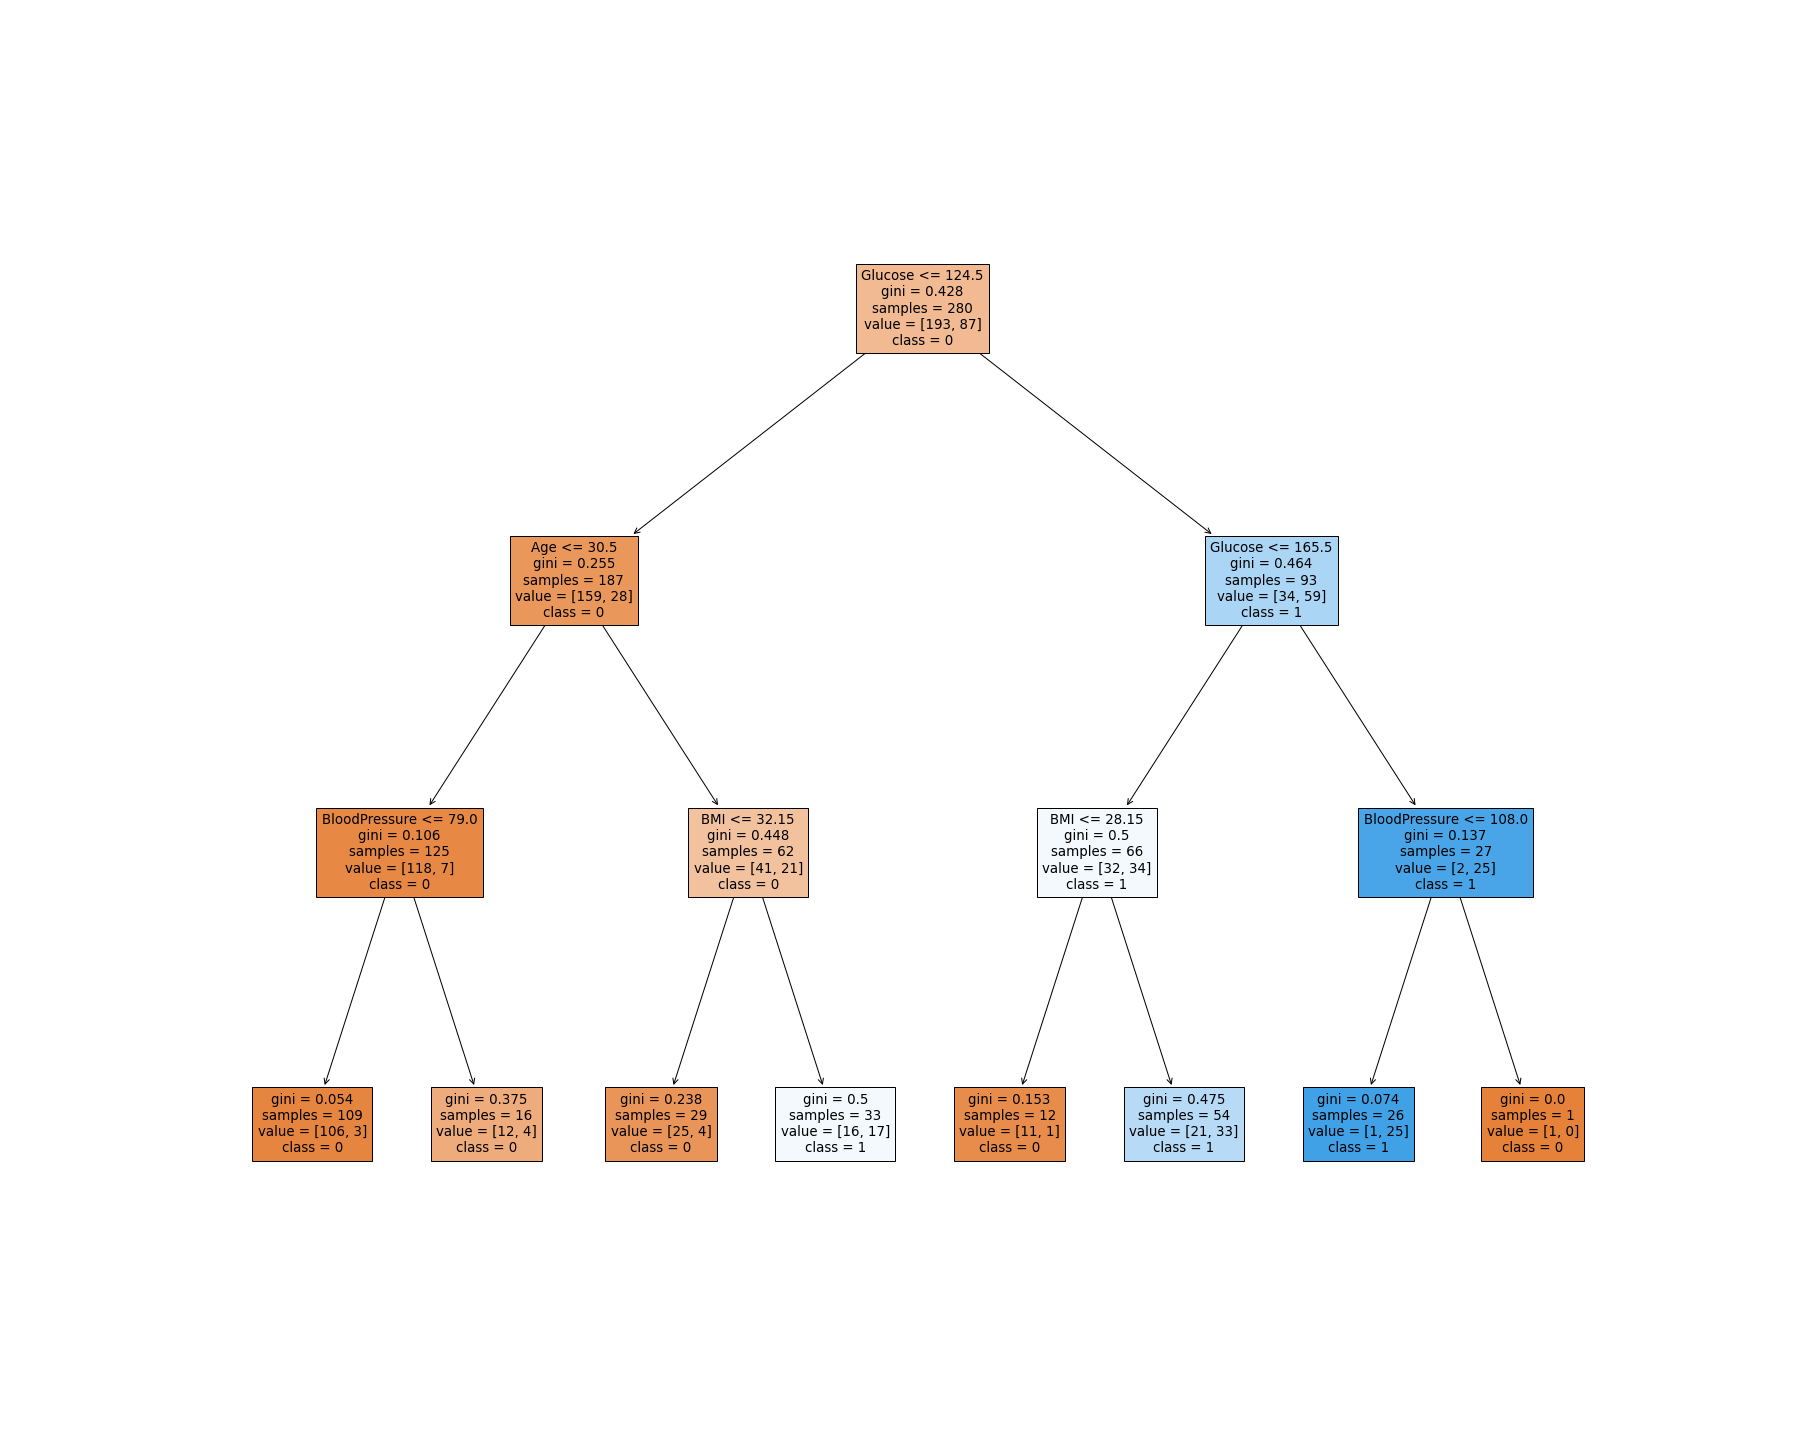 Glucose <= 124.5
gini = 0.428
samples = 280
value = [193, 87]
class = 0
Age <= 30.5
gini = 0.255
samples = 187
value = [159, 28]
class = 0
Glucose <= 165.5
gini = 0.464
samples = 93
value = [34, 59]
class = 1
BloodPressure <= 79.0
gini = 0.106
samples = 125
value = [118, 7]
class = 0
BMI <= 32.15
gini = 0.448
samples = 62
value = [41, 21]
class = 0
BMI <= 28.15
gini = 0.5
samples = 66
value = [32, 34]
class = 1
BloodPressure <= 108.0
gini = 0.137
samples = 27
value = [2, 25]
class = 1
gini = 0.054
samples = 109
value = [106, 3]
class = 0
gini = 0.375
samples = 16
value = [12, 4]
class = 0
gini = 0.238
samples = 29
value = [25, 4]
class = 0
gini = 0.5
samples = 33
value = [16, 17]
class = 1
gini = 0.153
samples = 12
value = [11, 1]
class = 0
gini = 0.475
samples = 54
value = [21, 33]
class = 1
gini = 0.074
samples = 26
value = [1, 25]
class = 1
gini = 0.0
samples = 1
value = [1, 0]
class = 0